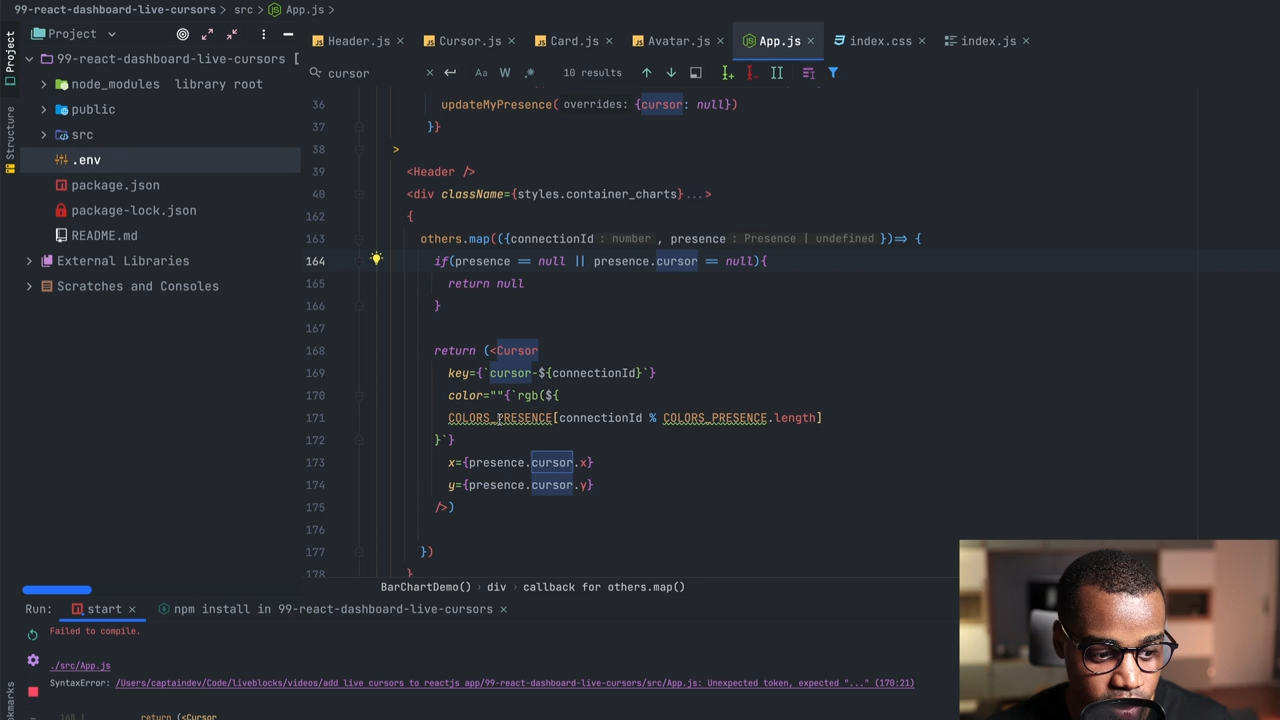 99-react-dashboard-live-cursors > src > App.js >
Project
Structure
Bookmarks
Project
99-react-dashboard-live-cursors [
node_modules library root
public
src
.env
package.json
package-lock.json
README.md
External Libraries
Scratches and Consoles
Header.js × Cursor.js × Card.js × Avatar.js × App.js × index.css × index.js ×
cursor × Aa W .* 10 results
36 updateMyPresence( overrides: {cursor: null})
37 }}
38 >
39 <Header />
40 <div className={styles.container_charts}...>
162 {
163 others.map(({connectionId : number , presence : Presence | undefined })=> {
164 if(presence == null || presence.cursor == null){
165 return null
166 }
167
168 return (<Cursor
169 key={`cursor-${connectionId}`}
170 color=""{`rgb(${
171 COLORS_PRESENCE[connectionId % COLORS_PRESENCE.length]
172 }`}
173 x={presence.cursor.x}
174 y={presence.cursor.y}
175 />)
176
177 })
178 }
BarChartDemo() › div › callback for others.map()
Run: start × npm install in 99-react-dashboard-live-cursors ×
Failed to compile.
./src/App.js
SyntaxError: /Users/captaindev/Code/liveblocks/videos/add live cursors to reactjs app/99-react-dashboard-live-cursors/src/App.js: Unexpected token, expected "..." (170:21)
168 | return (<Cursor